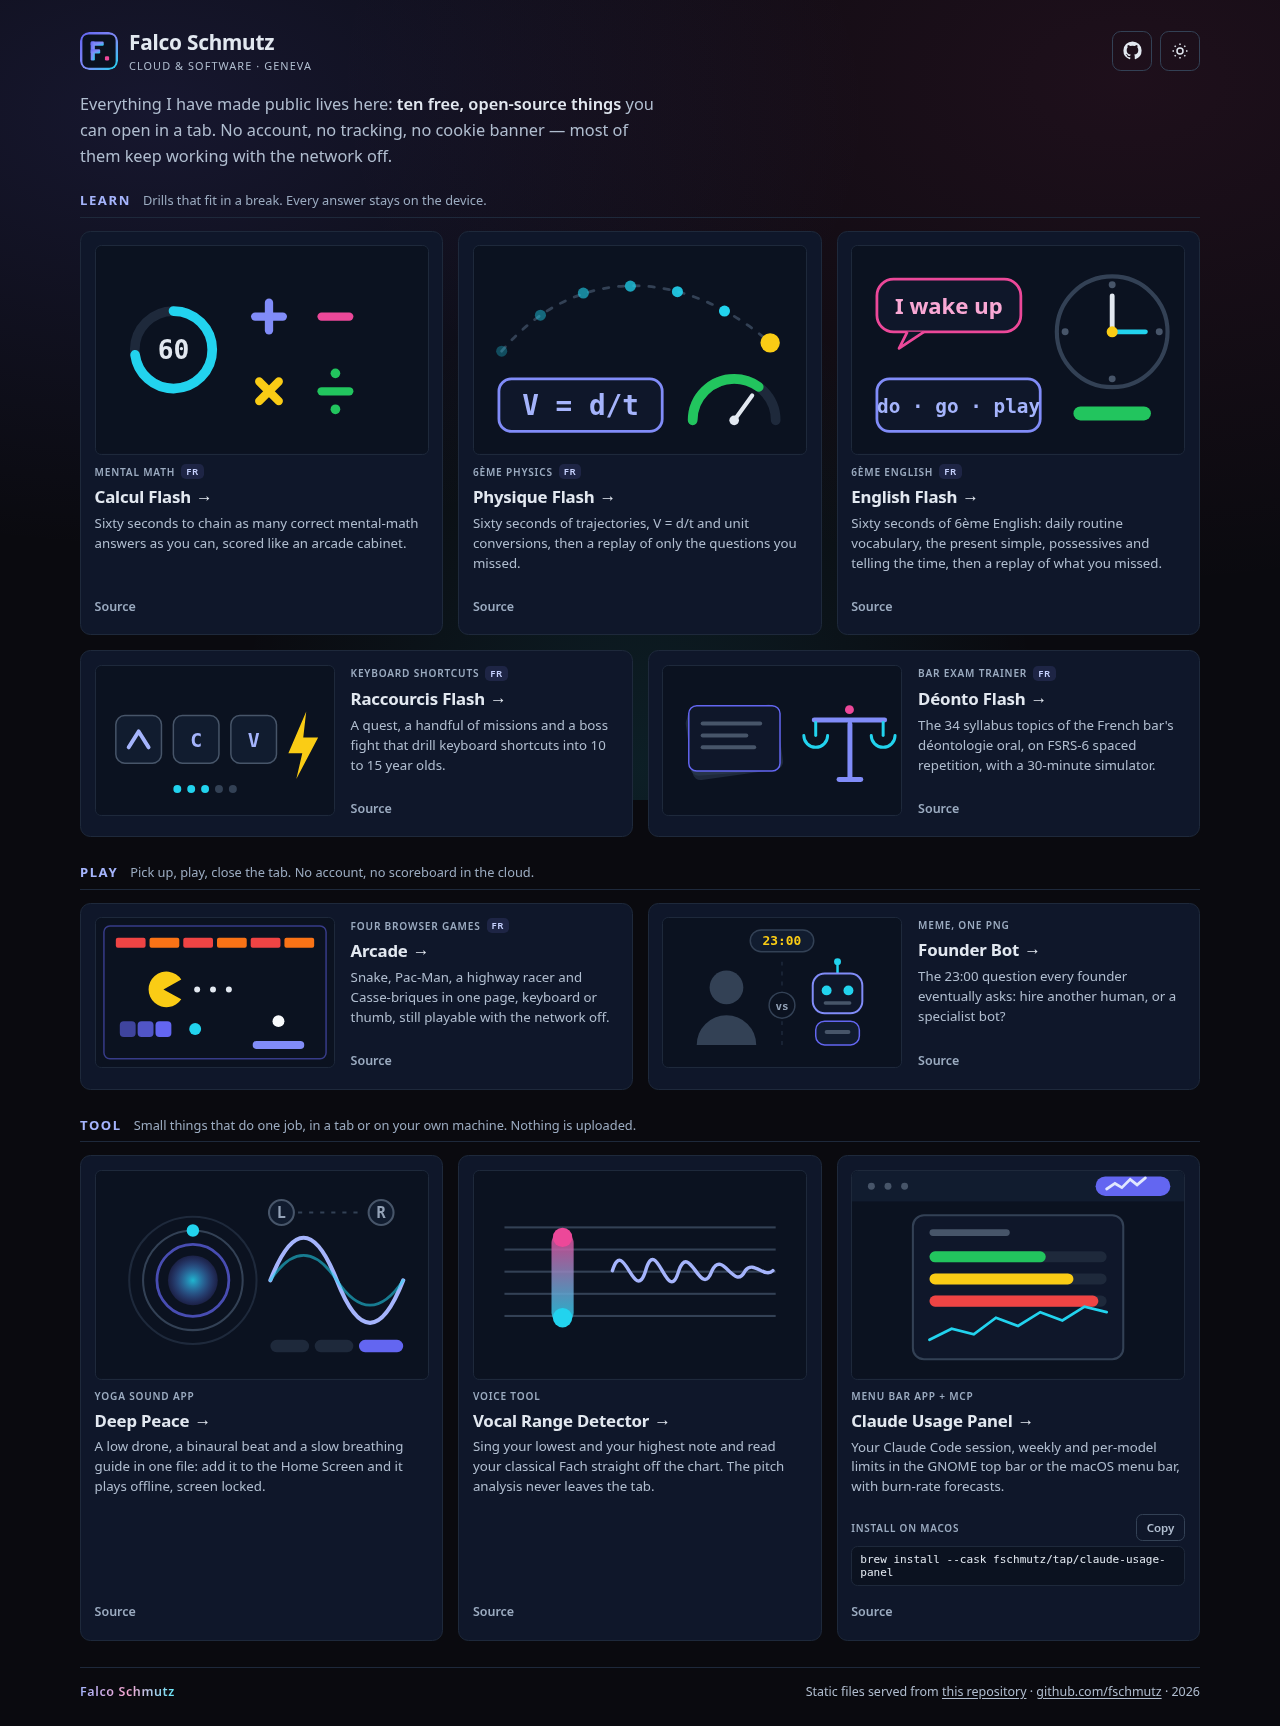 F.
Falco Schmutz
CLOUD & SOFTWARE · GENEVA
Everything I have made public lives here: ten free, open-source things you
can open in a tab. No account, no tracking, no cookie banner — most of
them keep working with the network off.
LEARN Drills that fit in a break. Every answer stays on the device.
60
MENTAL MATH FR
Calcul Flash →
Sixty seconds to chain as many correct mental-math
answers as you can, scored like an arcade cabinet.
Source
V = d/t
6ÈME PHYSICS FR
Physique Flash →
Sixty seconds of trajectories, V = d/t and unit
conversions, then a replay of only the questions you
missed.
Source
I wake up
do · go · play
6ÈME ENGLISH FR
English Flash →
Sixty seconds of 6ème English: daily routine
vocabulary, the present simple, possessives and
telling the time, then a replay of what you missed.
Source
C V
KEYBOARD SHORTCUTS FR
Raccourcis Flash →
A quest, a handful of missions and a boss
fight that drill keyboard shortcuts into 10
to 15 year olds.
Source
BAR EXAM TRAINER FR
Déonto Flash →
The 34 syllabus topics of the French bar's
déontologie oral, on FSRS-6 spaced
repetition, with a 30-minute simulator.
Source
PLAY Pick up, play, close the tab. No account, no scoreboard in the cloud.
FOUR BROWSER GAMES FR
Arcade →
Snake, Pac-Man, a highway racer and
Casse-briques in one page, keyboard or
thumb, still playable with the network off.
Source
23:00
vs
MEME, ONE PNG
Founder Bot →
The 23:00 question every founder
eventually asks: hire another human, or a
specialist bot?
Source
TOOL Small things that do one job, in a tab or on your own machine. Nothing is uploaded.
L R
YOGA SOUND APP
Deep Peace →
A low drone, a binaural beat and a slow breathing
guide in one file: add it to the Home Screen and it
plays offline, screen locked.
Source
VOICE TOOL
Vocal Range Detector →
Sing your lowest and your highest note and read
your classical Fach straight off the chart. The pitch
analysis never leaves the tab.
Source
MENU BAR APP + MCP
Claude Usage Panel →
Your Claude Code session, weekly and per-model
limits in the GNOME top bar or the macOS menu bar,
with burn-rate forecasts.
INSTALL ON MACOS Copy
brew install --cask fschmutz/tap/claude-usage-
panel
Source
Falco Schmutz
Static files served from this repository · github.com/fschmutz · 2026